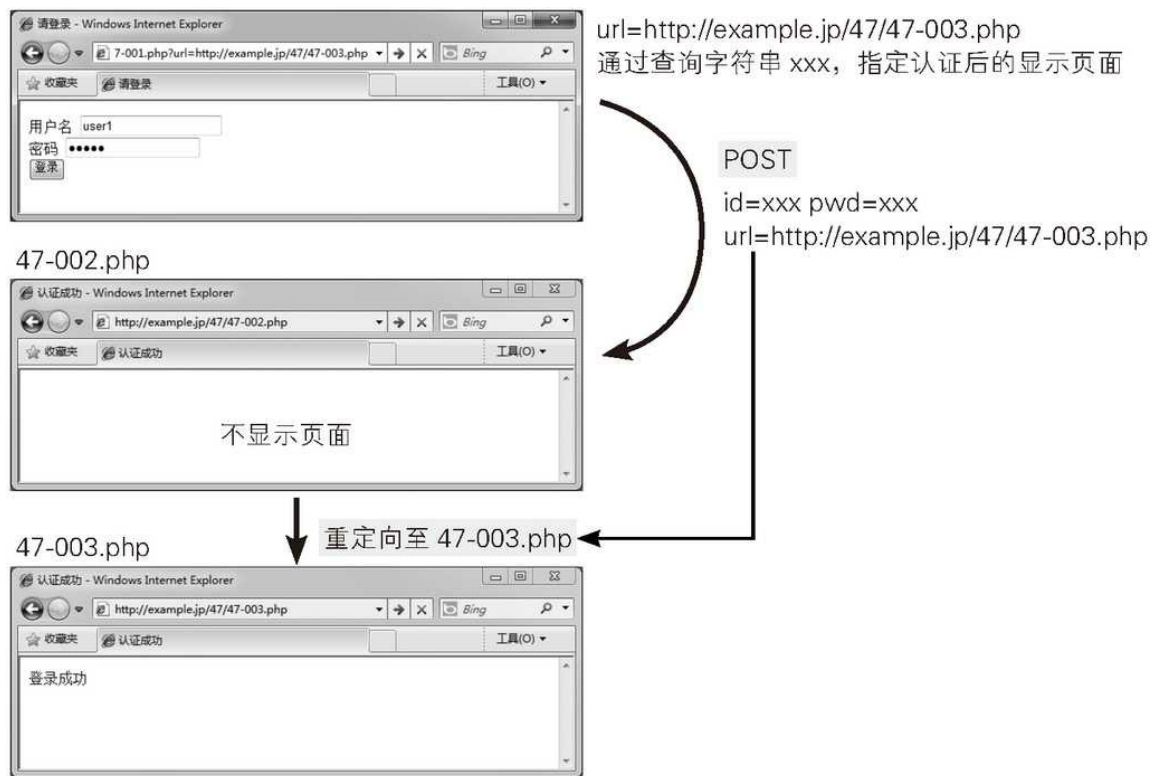 请登录 - Windows Internet Explorer
7-001.php?url=http://example.jp/47/47-003.php
Bing
收藏夹
请登录
工具(O)
用户名 user1
密码 •••••
登录
url=http://example.jp/47/47-003.php
通过查询字符串 xxx，指定认证后的显示页面
POST
id=xxx pwd=xxx
url=http://example.jp/47/47-003.php
47-002.php
认证成功 - Windows Internet Explorer
http://example.jp/47/47-002.php
Bing
收藏夹
认证成功
工具(O)
不显示页面
重定向至 47-003.php
47-003.php
认证成功 - Windows Internet Explorer
http://example.jp/47/47-003.php
Bing
收藏夹
认证成功
工具(O)
登录成功